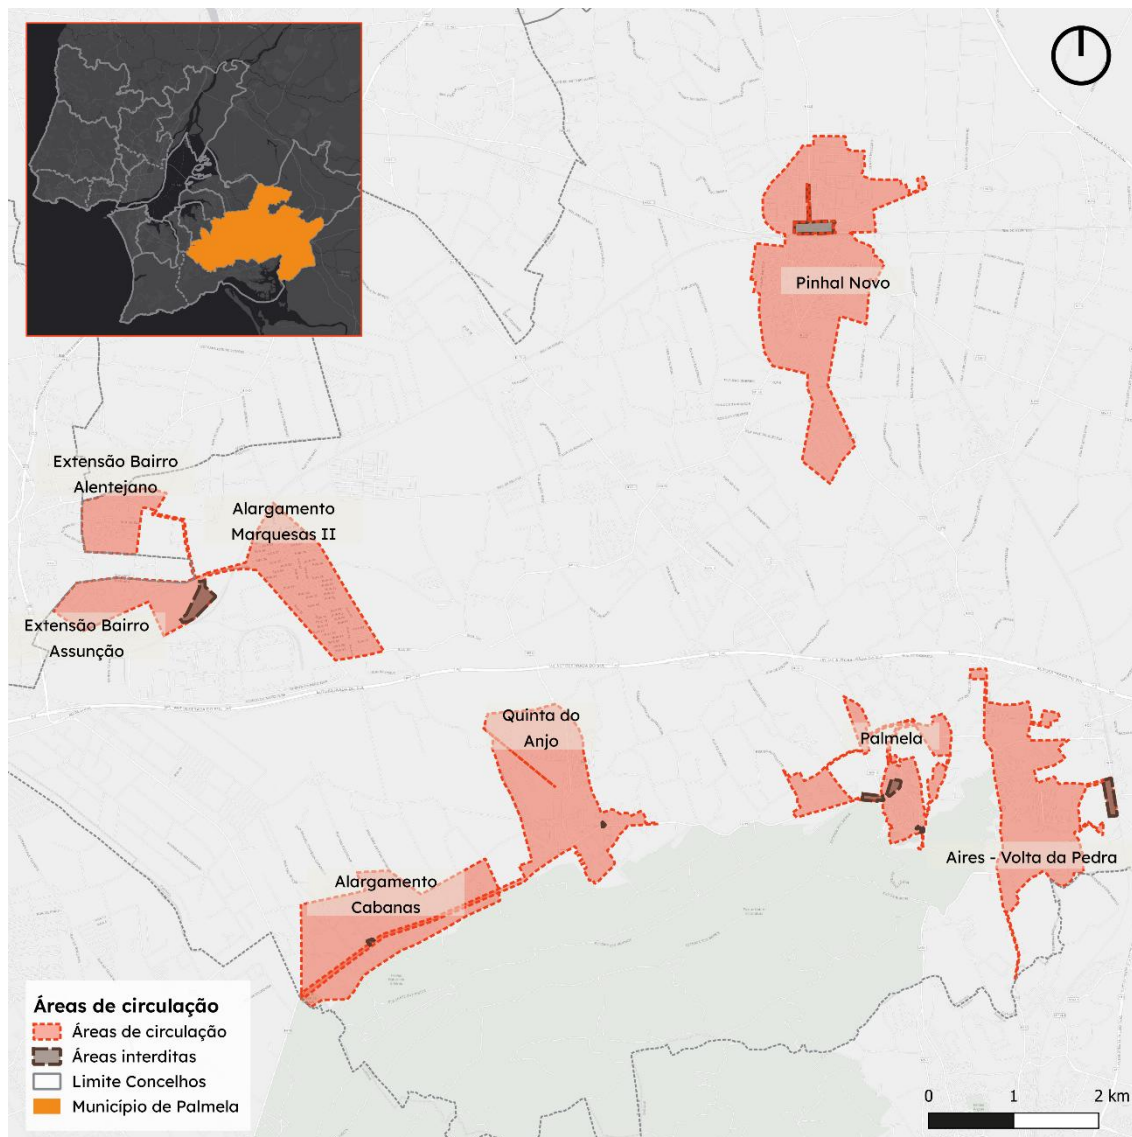 Pinhal Novo
Extensão Bairro
Alentejano
Alargamento
Marquesas II
Extensão Bairro
Assunção
Quinta do
Anjo
Palmela
Aires - Volta da Pedra
Alargamento
Cabanas
Áreas de circulação
Áreas de circulação
Áreas interditas
Limite Concelhos
Município de Palmela
0 1 2 km